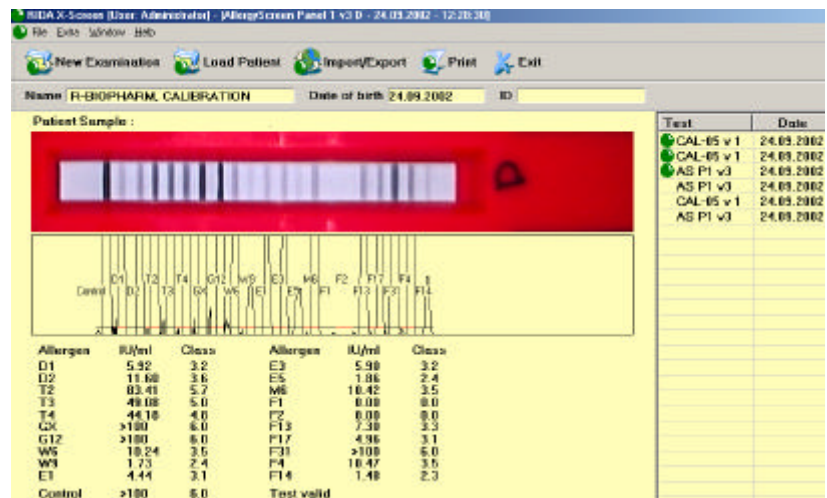 RIDA X-Screen [User: Administrator] - [AllergyScreen Panel 1 v3 D - 24.09.2002 - 12:20:30]
File Extra Window Help
New Examination Load Patient Import/Export Print Exit
Name R-BIOPHARM, CALIBRATION Date of birth 24.09.2002 ID
Patient Sample :
Test Date
CAL-05 v 1 24.09.2002
CAL-05 v 1 24.09.2002
AS P1 v3 24.09.2002
AS P1 v3 24.09.2002
CAL-05 v 1 24.09.2002
AS P1 v3 24.09.2002
D
D1 T2 T4 G12 W9 E3 M6 F2 F17 F4
Control D2 T3 GX W6 E1 E5 F1 F13 F31 F14
Allergen IU/ml Class Allergen IU/ml Class
D1 5.92 3.2 E3 5.90 3.2
D2 11.60 3.6 E5 1.86 2.4
T2 83.41 5.7 M6 10.42 3.5
T3 49.08 5.0 F1 0.00 0.0
T4 44.10 4.8 F2 0.00 0.0
GX >100 6.0 F13 7.30 3.3
G12 >100 6.0 F17 4.96 3.1
W6 10.24 3.5 F31 >100 6.0
W9 1.73 2.4 F4 10.47 3.5
E1 4.44 3.1 F14 1.40 2.3
Control >100 6.0 Test valid